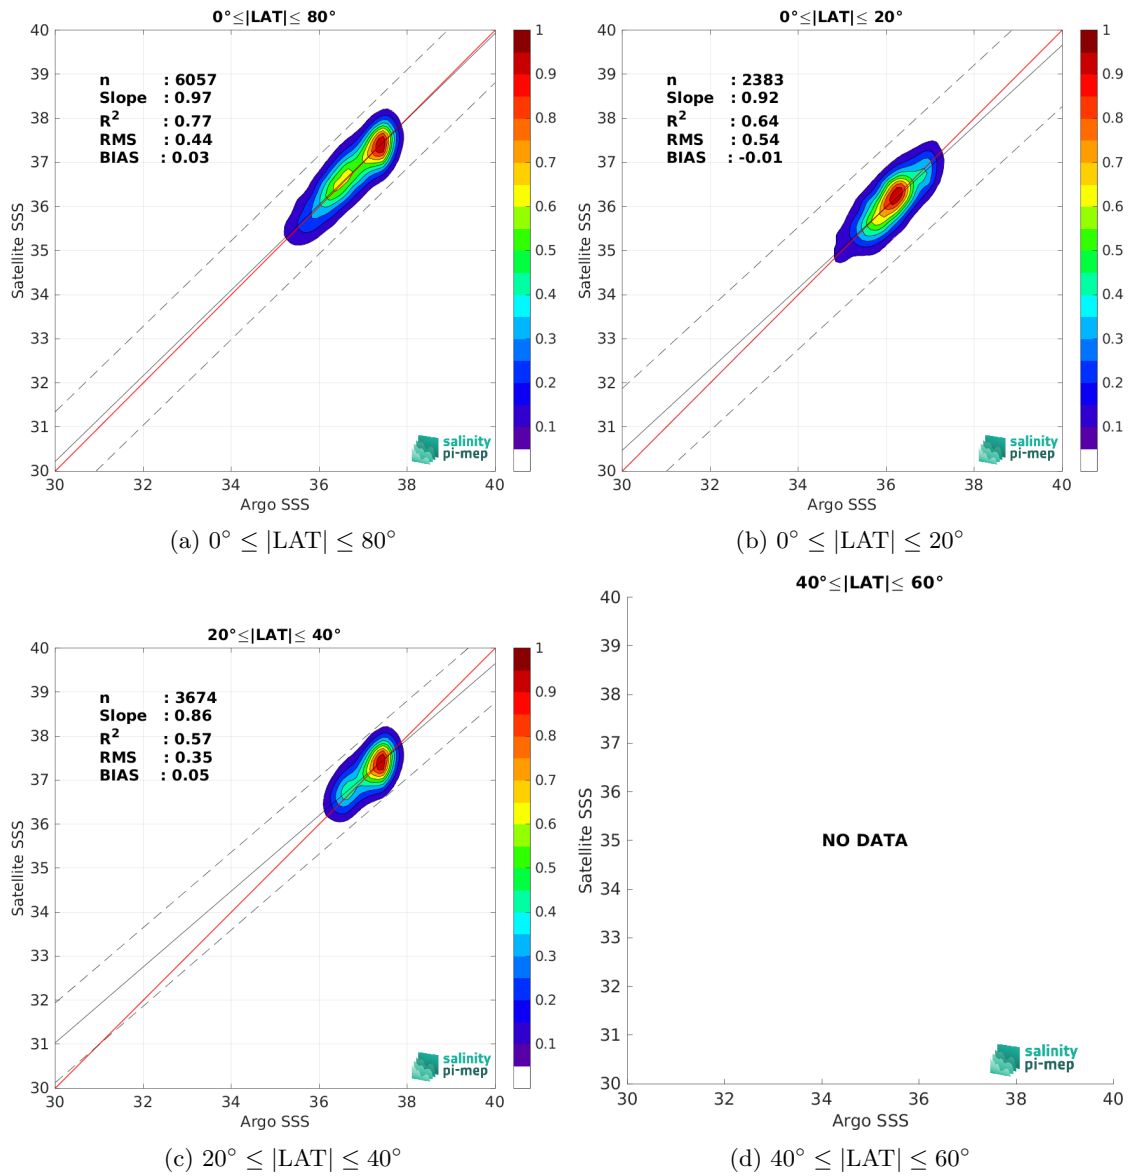 0°≤|LAT|≤ 80°
40
39
38
37
36
35
34
33
32
31
30
Satellite SSS
n : 6057
Slope : 0.97
R² : 0.77
RMS : 0.44
BIAS : 0.03
salinity
pi-mep
30 32 34 36 38 40
Argo SSS
1
0.9
0.8
0.7
0.6
0.5
0.4
0.3
0.2
0.1
(a) 0° ≤ |LAT| ≤ 80°
0°≤|LAT|≤ 20°
40
39
38
37
36
35
34
33
32
31
30
Satellite SSS
n : 2383
Slope : 0.92
R² : 0.64
RMS : 0.54
BIAS : -0.01
salinity
pi-mep
30 32 34 36 38 40
Argo SSS
1
0.9
0.8
0.7
0.6
0.5
0.4
0.3
0.2
0.1
(b) 0° ≤ |LAT| ≤ 20°
20°≤|LAT|≤ 40°
40
39
38
37
36
35
34
33
32
31
30
Satellite SSS
n : 3674
Slope : 0.86
R² : 0.57
RMS : 0.35
BIAS : 0.05
salinity
pi-mep
30 32 34 36 38 40
Argo SSS
1
0.9
0.8
0.7
0.6
0.5
0.4
0.3
0.2
0.1
(c) 20° ≤ |LAT| ≤ 40°
40°≤|LAT|≤ 60°
40
39
38
37
36
35
34
33
32
31
30
Satellite SSS
NO DATA
salinity
pi-mep
30 32 34 36 38 40
Argo SSS
(d) 40° ≤ |LAT| ≤ 60°